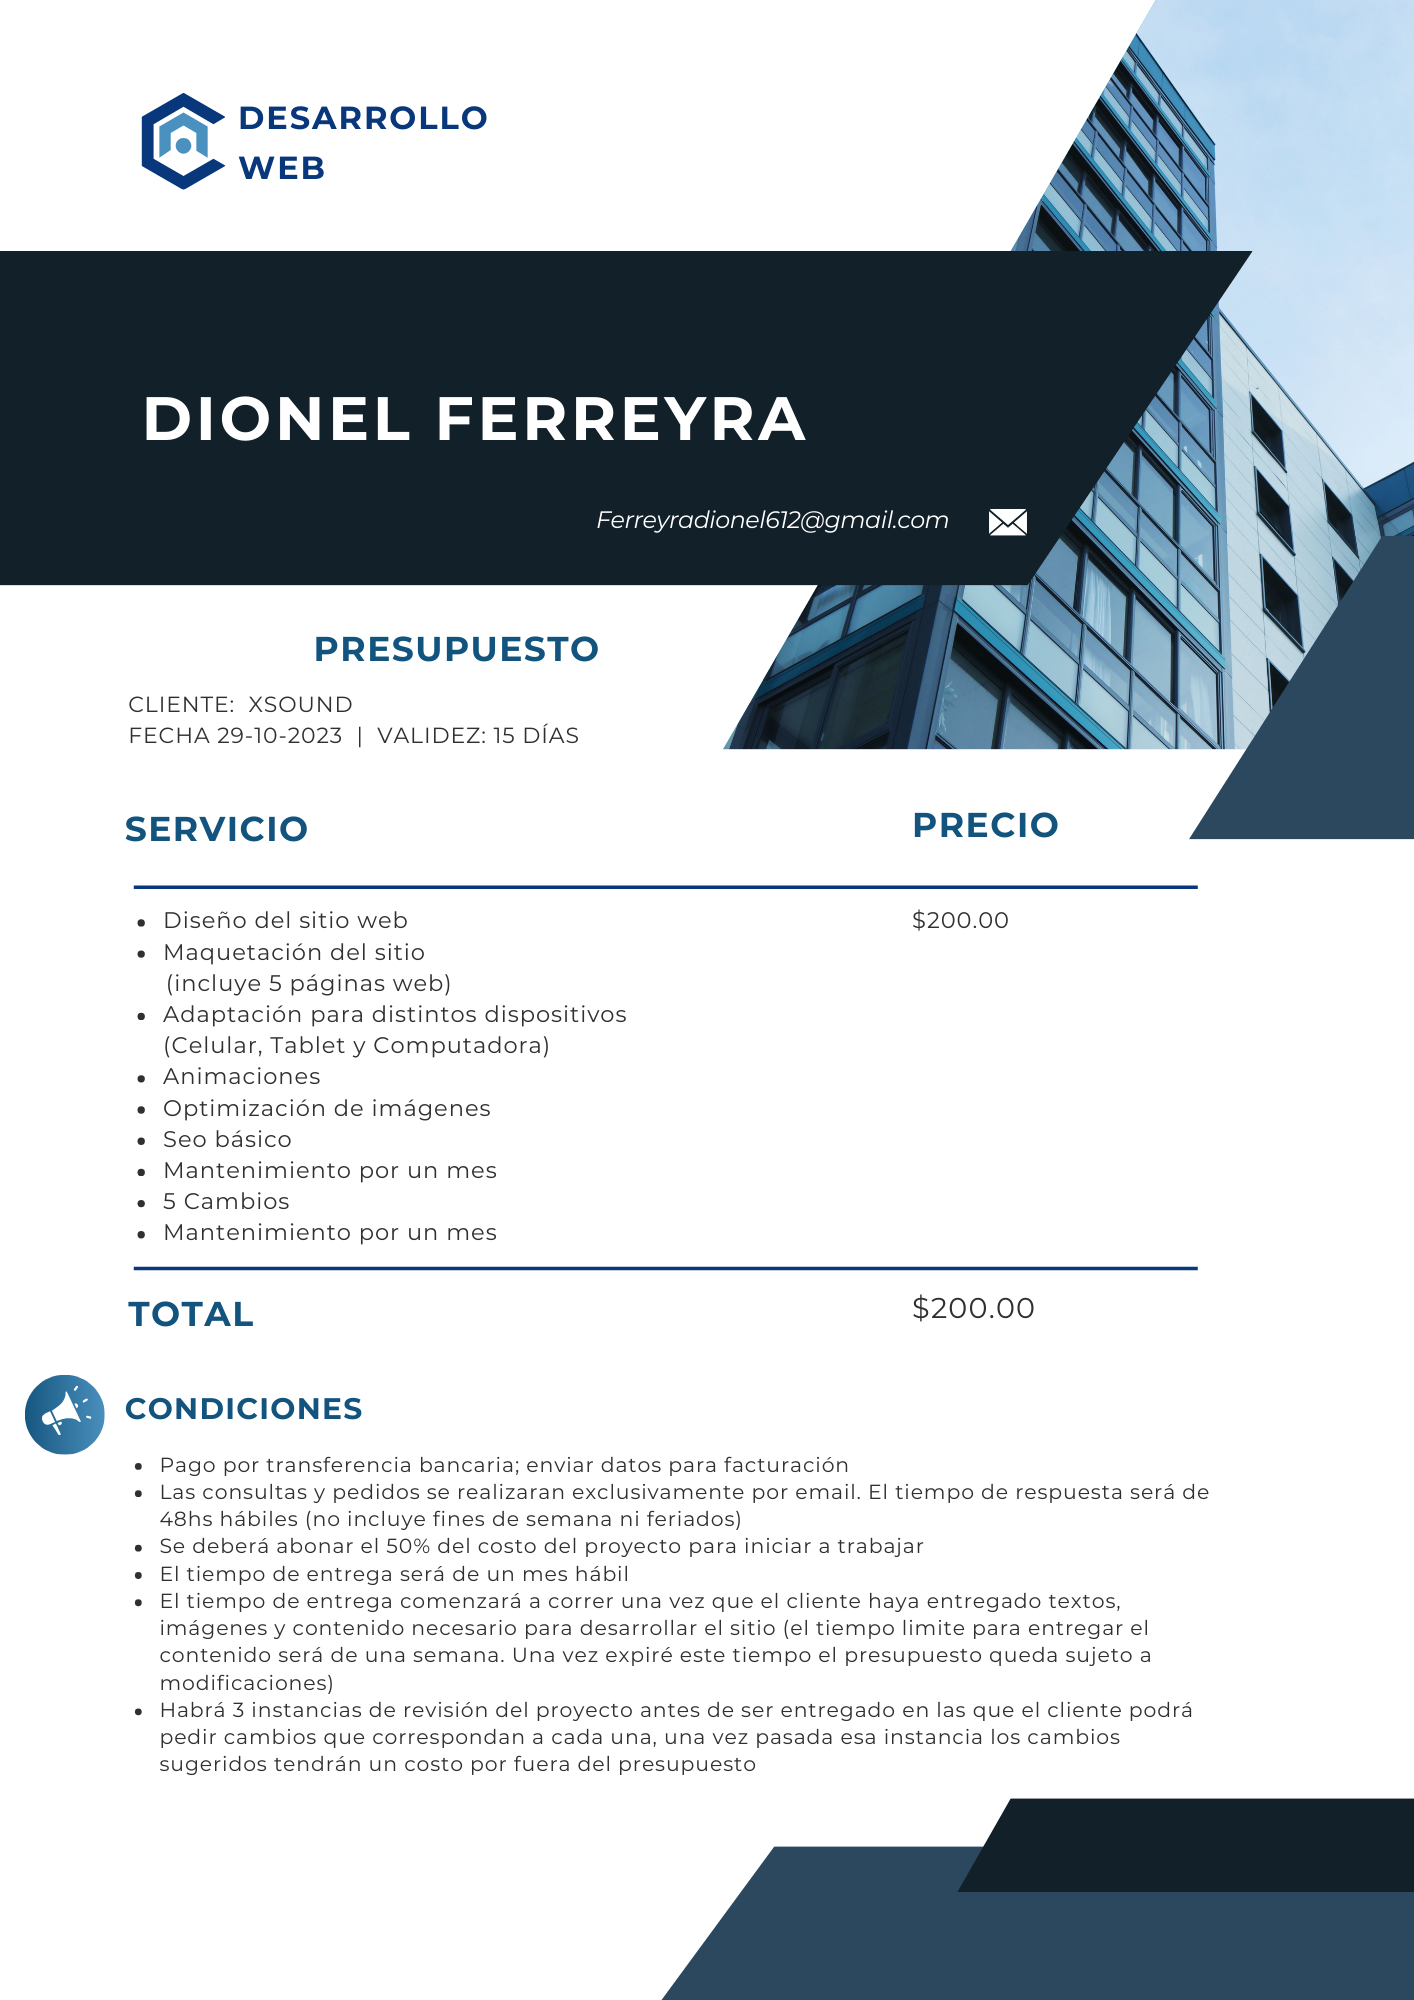 DESARROLLO
WEB
DIONEL FERREYRA
Ferreyradionel612@gmail.com
PRESUPUESTO
CLIENTE:  XSOUND
FECHA 29-10-2023  |  VALIDEZ: 15 DÍAS
SERVICIO
PRECIO
• Diseño del sitio web
$200.00
• Maquetación del sitio
(incluye 5 páginas web)
• Adaptación para distintos dispositivos
(Celular, Tablet y Computadora)
• Animaciones
• Optimización de imágenes
• Seo básico
• Mantenimiento por un mes
• 5 Cambios
• Mantenimiento por un mes
TOTAL
$200.00
CONDICIONES
• Pago por transferencia bancaria; enviar datos para facturación
• Las consultas y pedidos se realizaran exclusivamente por email. El tiempo de respuesta será de
48hs hábiles (no incluye fines de semana ni feriados)
• Se deberá abonar el 50% del costo del proyecto para iniciar a trabajar
• El tiempo de entrega será de un mes hábil
• El tiempo de entrega comenzará a correr una vez que el cliente haya entregado textos,
imágenes y contenido necesario para desarrollar el sitio (el tiempo limite para entregar el
contenido será de una semana. Una vez expiré este tiempo el presupuesto queda sujeto a
modificaciones)
• Habrá 3 instancias de revisión del proyecto antes de ser entregado en las que el cliente podrá
pedir cambios que correspondan a cada una, una vez pasada esa instancia los cambios
sugeridos tendrán un costo por fuera del presupuesto